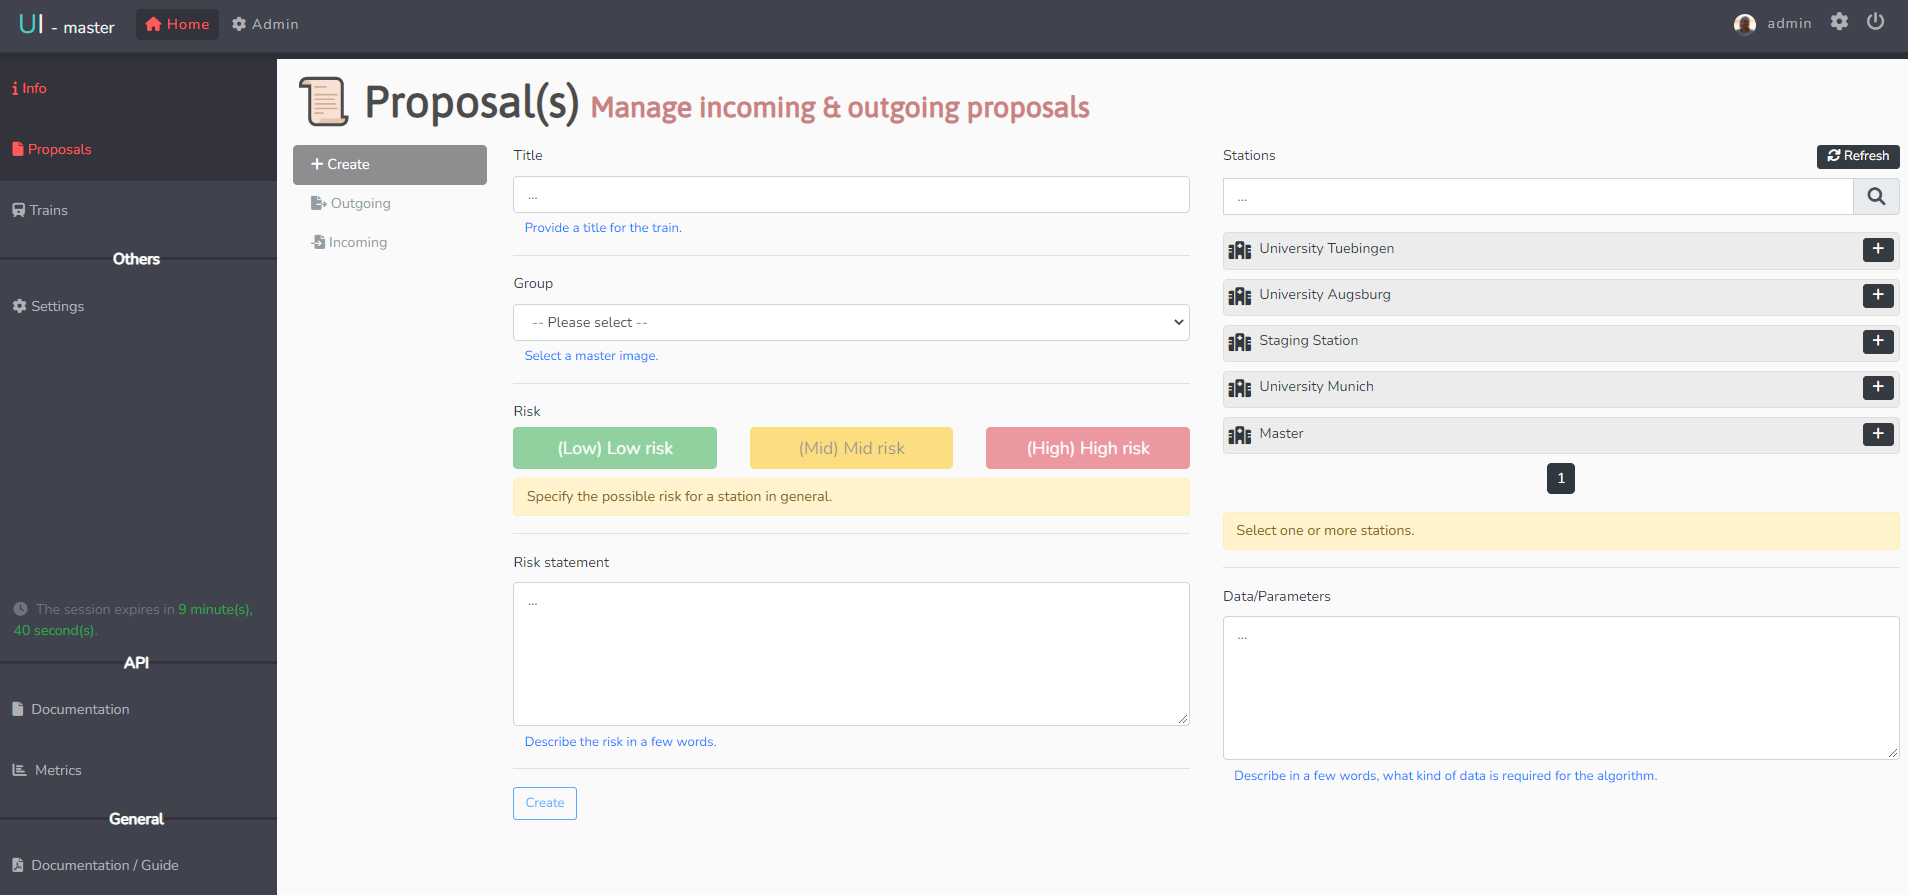 UI - master
Home
Admin
admin
Info
Proposals
Trains
Others
Settings
The session expires in 9 minute(s),
40 second(s).
API
Documentation
Metrics
General
Documentation / Guide
Proposal(s) Manage incoming & outgoing proposals
Create
Outgoing
Incoming
Title
...
Provide a title for the train.
Group
-- Please select --
Select a master image.
Risk
(Low) Low risk
(Mid) Mid risk
(High) High risk
Specify the possible risk for a station in general.
Risk statement
...
Describe the risk in a few words.
Create
Stations
Refresh
...
University Tuebingen
University Augsburg
Staging Station
University Munich
Master
1
Select one or more stations.
Data/Parameters
...
Describe in a few words, what kind of data is required for the algorithm.